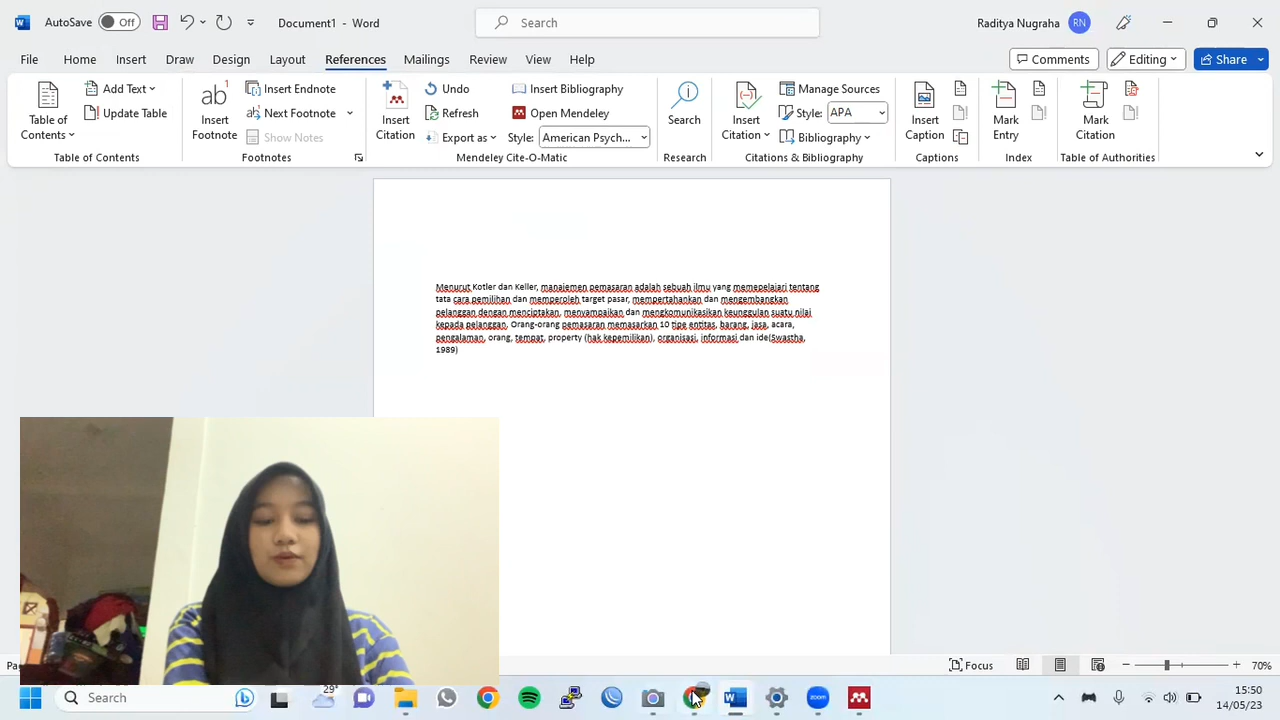 AutoSave Off Document1 - Word Search Raditya Nugraha RN
File Home Insert Draw Design Layout References Mailings Review View Help Comments Editing Share
Table of Contents
Add Text
Update Table
Table of Contents
ab Insert Footnote
Insert Endnote
Next Footnote
Show Notes
Footnotes
Insert Citation
Undo
Refresh
Export as
Insert Bibliography
Open Mendeley
Style: American Psych...
Mendeley Cite-O-Matic
Search
Research
Insert Citation
Manage Sources
Style: APA
Bibliography
Citations & Bibliography
Insert Caption
Captions
Mark Entry
Index
Mark Citation
Table of Authorities
Menurut Kotler dan Keller, manajemen pemasaran adalah sebuah ilmu yang memepelajari tentang
tata cara pemilihan dan memperoleh target pasar, mempertahankan dan mengembangkan
pelanggan dengan menciptakan, menyampaikan dan mengkomunikasikan keunggulan suatu nilai
kepada pelanggan. Orang-orang pemasaran memasarkan 10 tipe entitas, barang, jasa, acara,
pengalaman, orang, tempat, property (hak kepemilikan), organisasi, informasi dan ide(Swastha,
1989)
Focus 70%
Search 29° 15:50
14/05/23